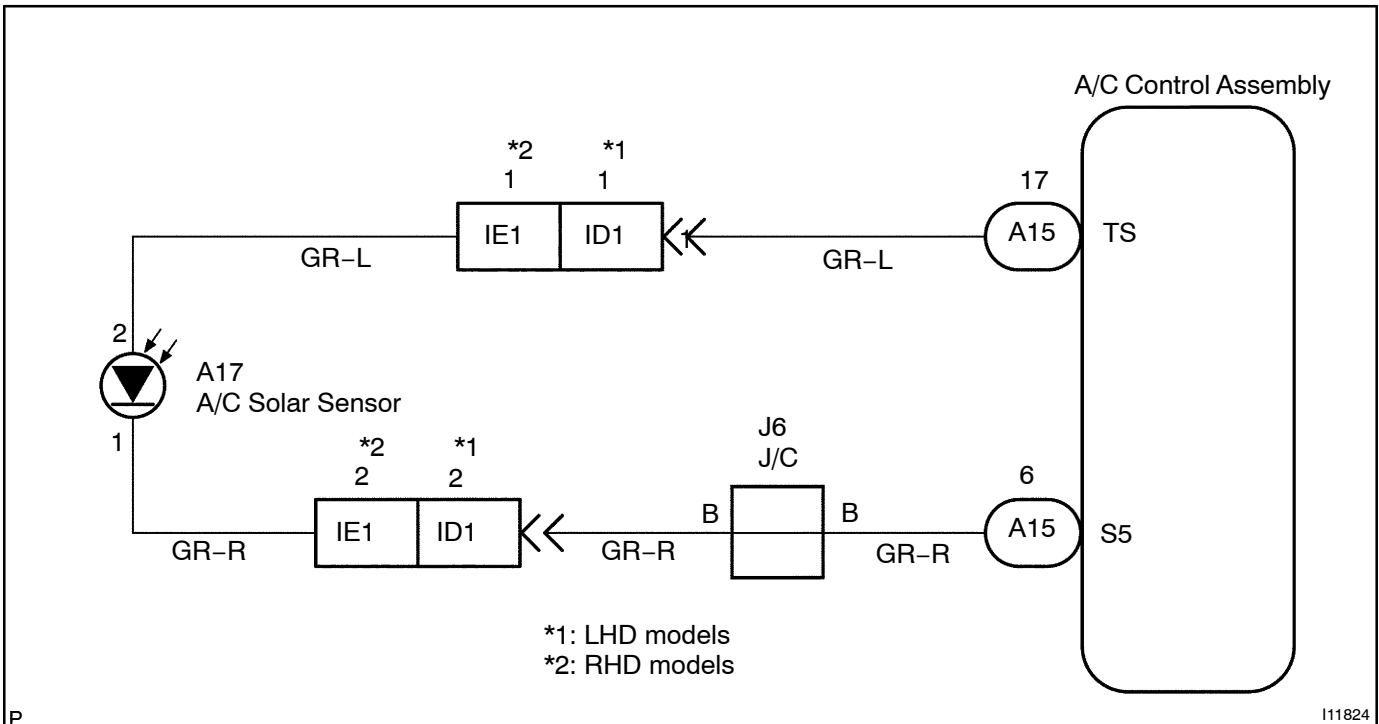 A/C Control Assembly
*2 *1
1 1
17
IE1 ID1
1
A15
TS
GR-L
GR-L
2
A17
A/C Solar Sensor
1
*2 *1
2 2
J6
J/C
6
IE1 ID1
B
B
A15
S5
GR-R
GR-R
GR-R
*1: LHD models
*2: RHD models
P
I11824